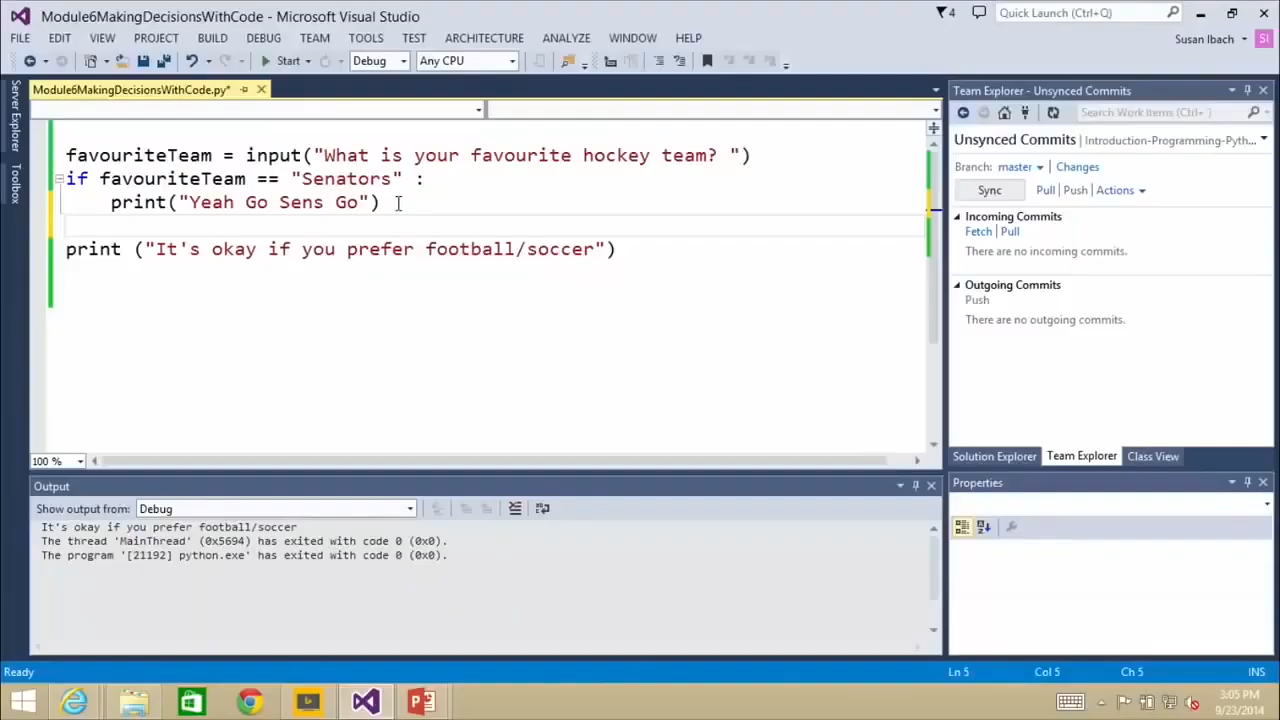 Module6MakingDecisionsWithCode - Microsoft Visual Studio
4
Quick Launch (Ctrl+Q)
FILE EDIT VIEW PROJECT BUILD DEBUG TEAM TOOLS TEST ARCHITECTURE ANALYZE WINDOW HELP
Susan Ibach
SI
Start Debug Any CPU
Server Explorer
Toolbox
Module6MakingDecisionsWithCode.py*
favouriteTeam = input("What is your favourite hockey team? ")
if favouriteTeam == "Senators" :
print("Yeah Go Sens Go")
print ("It's okay if you prefer football/soccer")
100 %
Output
Show output from: Debug
It's okay if you prefer football/soccer
The thread 'MainThread' (0x5694) has exited with code 0 (0x0).
The program '[21192] python.exe' has exited with code 0 (0x0).
Team Explorer - Unsynced Commits
Search Work Items (Ctrl+')
Unsynced Commits | Introduction-Programming-Pyth...
Branch: master Changes
Sync Pull | Push | Actions
Incoming Commits
Fetch | Pull
There are no incoming commits.
Outgoing Commits
Push
There are no outgoing commits.
Solution Explorer Team Explorer Class View
Properties
Ready
Ln 5 Col 5 Ch 5 INS
3:05 PM
9/23/2014